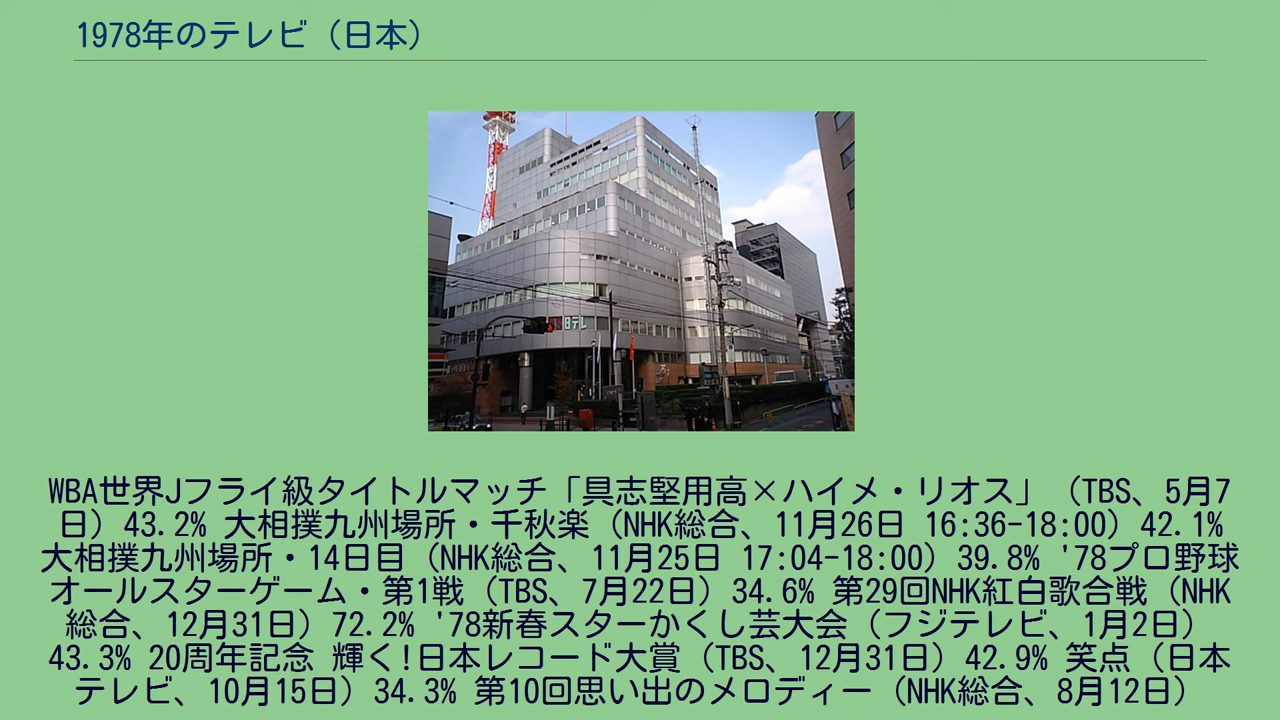 1978年のテレビ（日本）
日テレ
WBA世界Jフライ級タイトルマッチ「具志堅用高×ハイメ・リオス」（TBS、5月7
日）43.2% 大相撲九州場所・千秋楽（NHK総合、11月26日 16:36-18:00）42.1%
大相撲九州場所・14日目（NHK総合、11月25日 17:04-18:00）39.8% '78プロ野球
オールスターゲーム・第1戦（TBS、7月22日）34.6% 第29回NHK紅白歌合戦（NHK
総合、12月31日）72.2% '78新春スターかくし芸大会（フジテレビ、1月2日）
43.3% 20周年記念 輝く!日本レコード大賞（TBS、12月31日）42.9% 笑点（日本
テレビ、10月15日）34.3% 第10回思い出のメロディー（NHK総合、8月12日）